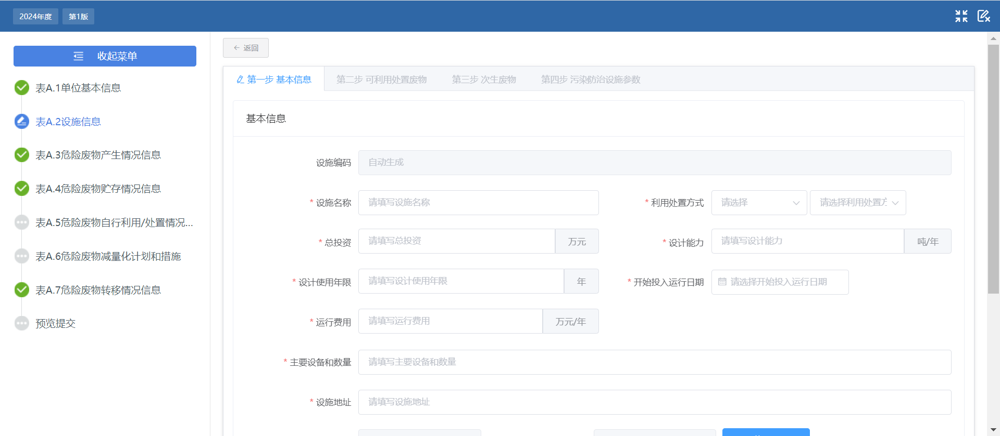 2024年度 第1版
收起菜单
返回
表A.1单位基本信息
表A.2设施信息
表A.3危险废物产生情况信息
表A.4危险废物贮存情况信息
表A.5危险废物自行利用/处置情况...
表A.6危险废物减量化计划和措施
表A.7危险废物转移情况信息
预览提交
第一步 基本信息 第二步 可利用处置废物 第三步 次生废物 第四步 污染防治设施参数
基本信息
设施编码 自动生成
* 设施名称 请填写设施名称 * 利用处置方式 请选择 请选择利用处置方
* 总投资 请填写总投资 万元 * 设计能力 请填写设计能力 吨/年
* 设计使用年限 请填写设计使用年限 年 * 开始投入运行日期 请选择开始投入运行日期
* 运行费用 请填写运行费用 万元/年
* 主要设备和数量 请填写主要设备和数量
* 设施地址 请填写设施地址